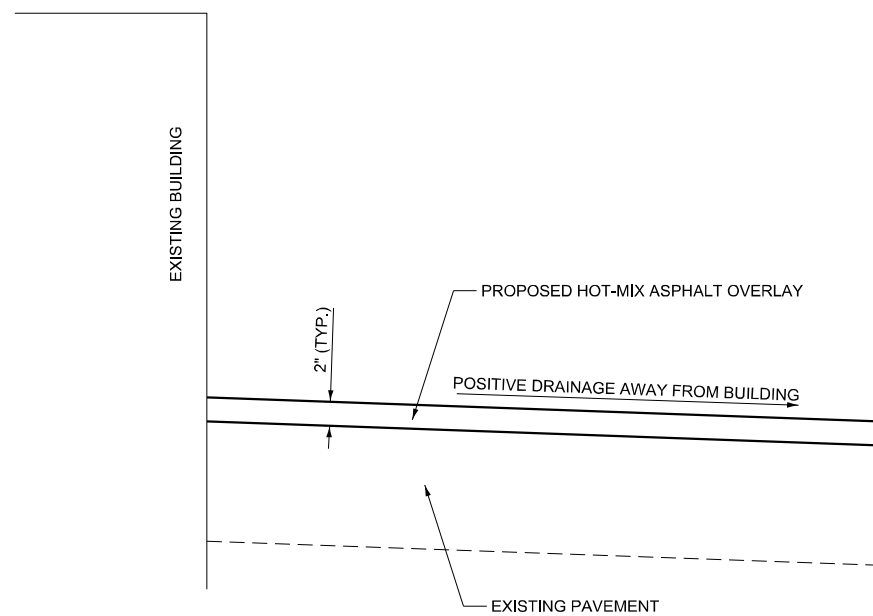 EXISTING BUILDING
PROPOSED HOT-MIX ASPHALT OVERLAY
2" (TYP.)
POSITIVE DRAINAGE AWAY FROM BUILDING
EXISTING PAVEMENT